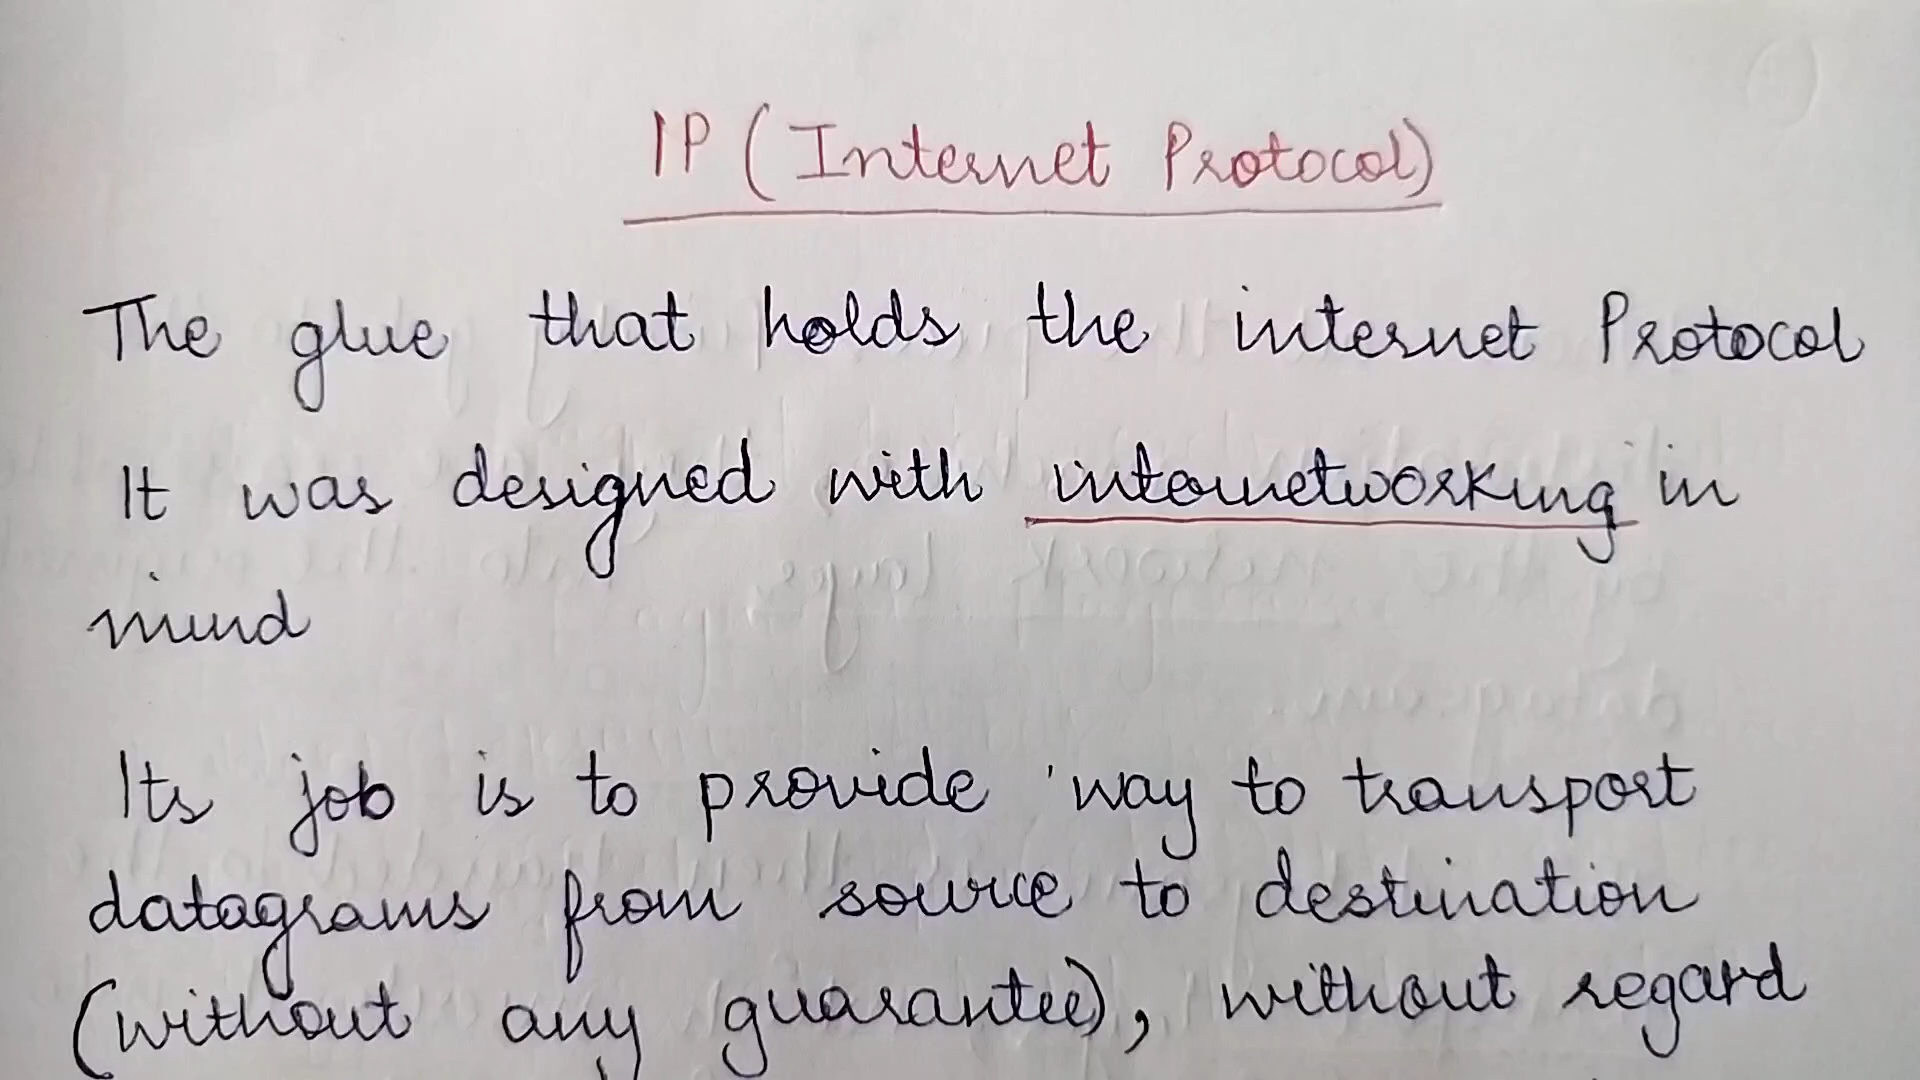 IP (Internet Protocol)
The glue that holds the internet Protocol
It was designed with internetworking in
mind
Its job is to provide way to transport
datagrams from source to destination
(without any guarantee), without regard